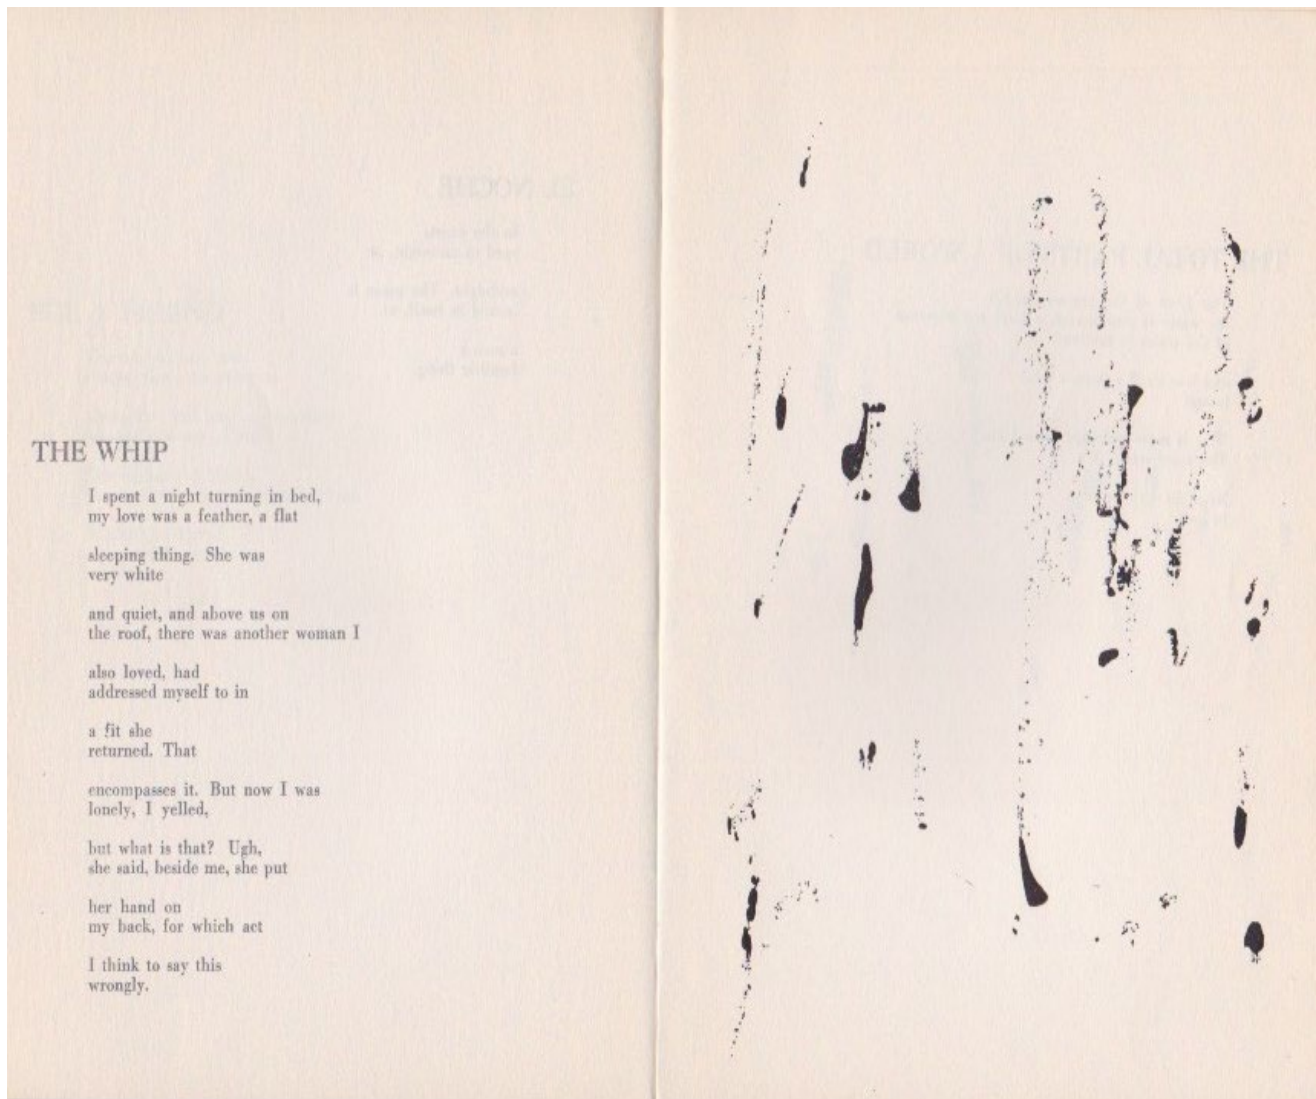 THE WHIP
I spent a night turning in bed,
my love was a feather, a flat
sleeping thing. She was
very white
and quiet, and above us on
the roof, there was another woman I
also loved, had
addressed myself to in
a fit she
returned. That
encompasses it. But now I was
lonely, I yelled,
but what is that? Ugh,
she said, beside me, she put
her hand on
my back, for which act
I think to say this
wrongly.